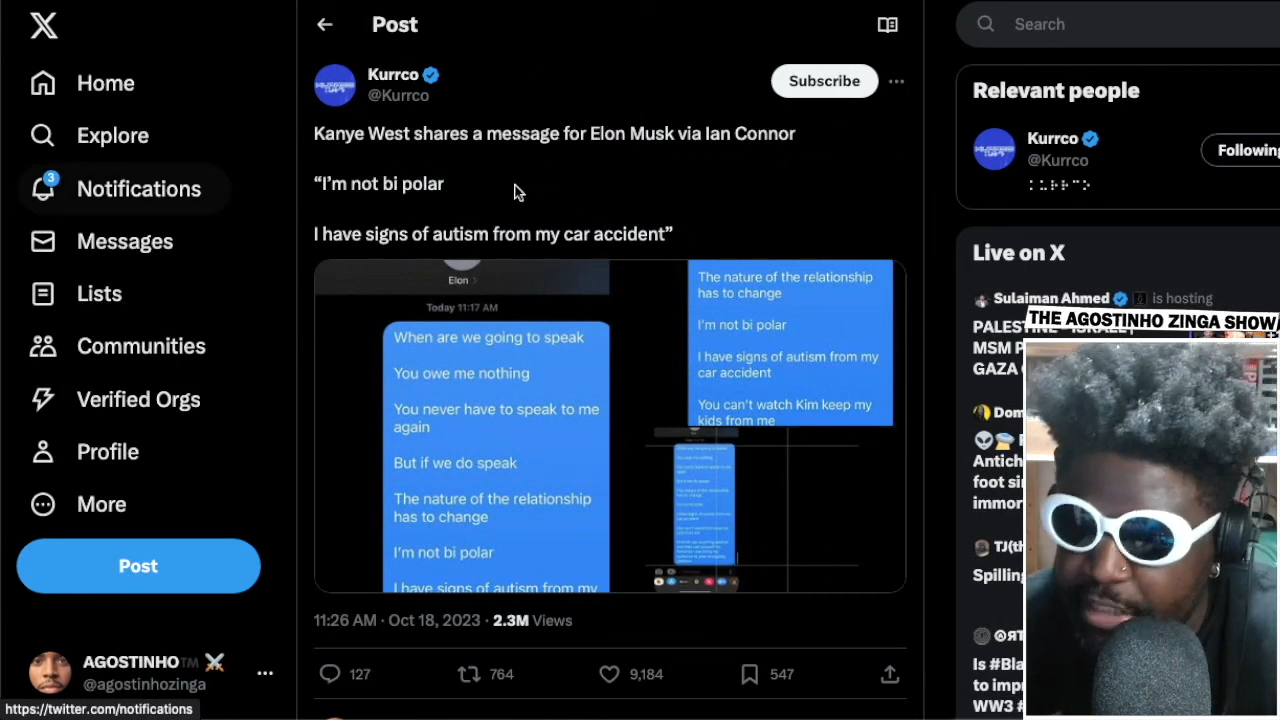 Home
Explore
3
Notifications
Messages
Lists
Communities
Verified Orgs
Profile
More
Post
AGOSTINHO™ ⚔
@agostinhozinga
https://twitter.com/notifications
Post
Kurrco
@Kurrco
Subscribe
Kanye West shares a message for Elon Musk via Ian Connor
“I’m not bi polar
I have signs of autism from my car accident”
Elon
Today 11:17 AM
When are we going to speak
You owe me nothing
You never have to speak to me
again
But if we do speak
The nature of the relationship
has to change
I'm not bi polar
I have signs of autism from my
The nature of the relationship
has to change
I'm not bi polar
I have signs of autism from my
car accident
You can't watch Kim keep my
kids from me
11:26 AM · Oct 18, 2023 · 2.3M Views
127
764
9,184
547
Search
Relevant people
Kurrco
@Kurrco
Following
Live on X
Sulaiman Ahmed is hosting
PALESTINE
MSM P
GAZA
THE AGOSTINHO ZINGA SHOW/
Dom
Antich
foot si
immor
TJ(th
Spilling
Is #Bla
to imp
WW3 #